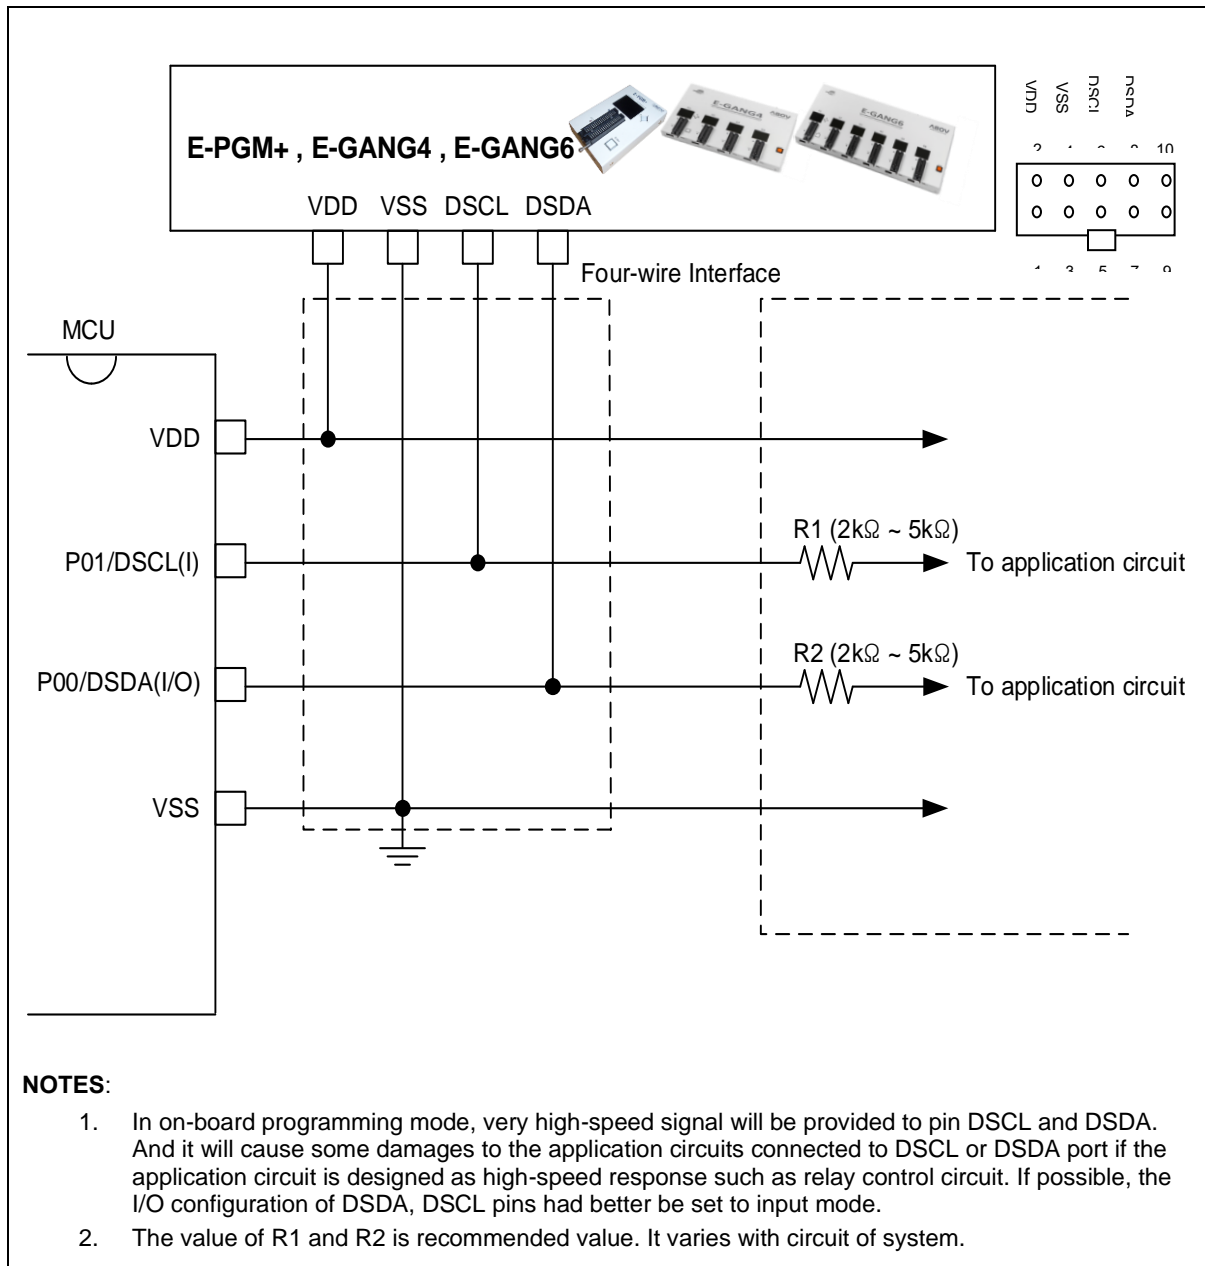 E-PGM+ , E-GANG4 , E-GANG6
E-GANG4
E-GANG6
VDD VSS DSCL DSDA
VDD VSS DSCL DSDA
10
Four-wire Interface
MCU
VDD
R1 (2kΩ ~ 5kΩ)
P01/DSCL(I)
To application circuit
R2 (2kΩ ~ 5kΩ)
P00/DSDA(I/O)
To application circuit
VSS
NOTES:
1. In on-board programming mode, very high-speed signal will be provided to pin DSCL and DSDA.
And it will cause some damages to the application circuits connected to DSCL or DSDA port if the
application circuit is designed as high-speed response such as relay control circuit. If possible, the
I/O configuration of DSDA, DSCL pins had better be set to input mode.
2. The value of R1 and R2 is recommended value. It varies with circuit of system.